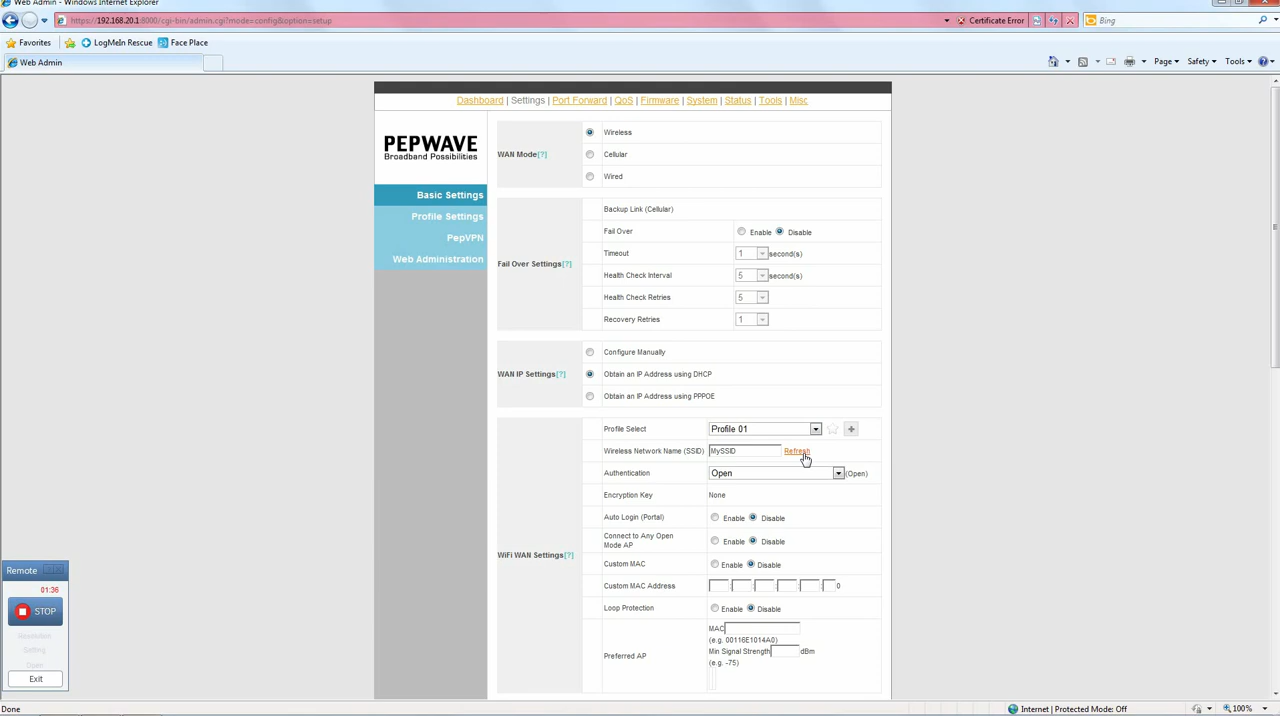 Web Admin - Windows Internet Explorer
https://192.168.20.1:8000/cgi-bin/admin.cgi?mode=config&option=setup
Certificate Error
Bing
Favorites
LogMeIn Rescue
Face Place
Web Admin
Page
Safety
Tools
Dashboard | Settings | Port Forward | QoS | Firmware | System | Status | Tools | Misc
PEPWAVE
Broadband Possibilities
Basic Settings
Profile Settings
PepVPN
Web Administration
WAN Mode[?]
Wireless
Cellular
Wired
Fail Over Settings[?]
Backup Link (Cellular)
Fail Over Enable Disable
Timeout 1 second(s)
Health Check Interval 5 second(s)
Health Check Retries 5
Recovery Retries 1
WAN IP Settings[?]
Configure Manually
Obtain an IP Address using DHCP
Obtain an IP Address using PPPOE
WiFi WAN Settings[?]
Profile Select Profile 01
Wireless Network Name (SSID) MySSID Refresh
Authentication Open (Open)
Encryption Key None
Auto Login (Portal) Enable Disable
Connect to Any Open
Mode AP Enable Disable
Custom MAC Enable Disable
Custom MAC Address : : : : : 0
Loop Protection Enable Disable
Preferred AP
MAC
(e.g. 00116E1014A0)
Min Signal Strength dBm
(e.g. -75)
Remote
01:36
STOP
Resolution
Setting
Open
Exit
Done
Internet | Protected Mode: Off
100%